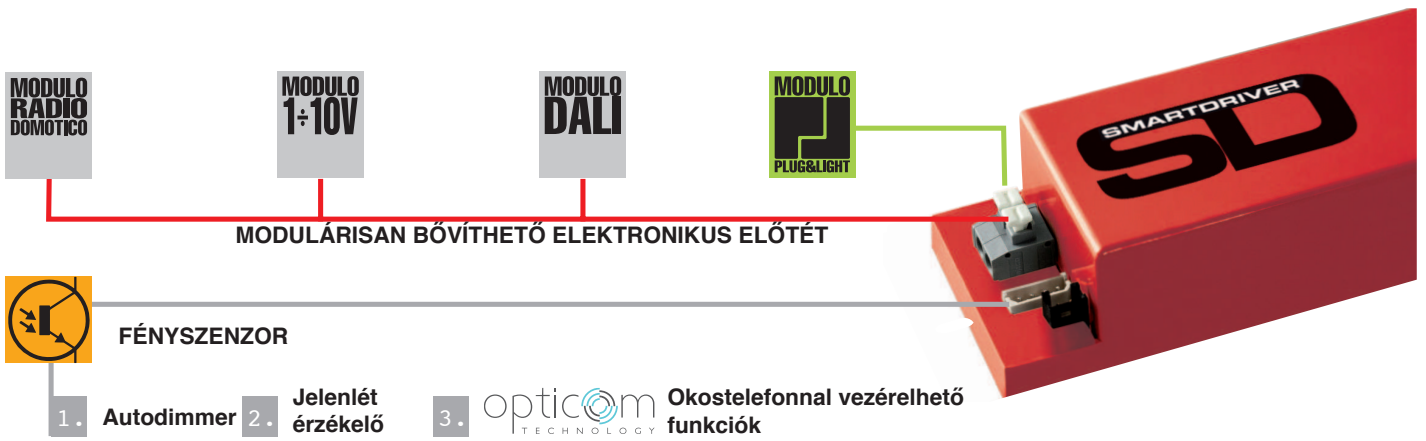 MODULO
RADIO
DOMOTICO
MODULO
1÷10V
MODULO
DALI
MODULO
PLUG&LIGHT
SMARTDRIVER
SD
MODULÁRISAN BŐVÍTHETŐ ELEKTRONIKUS ELŐTÉT
FÉNYSZENZOR
1. Autodimmer
2. Jelenlét
érzékelő
3. opticom
TECHNOLOGY
Okostelefonnal vezérelhető
funkciók